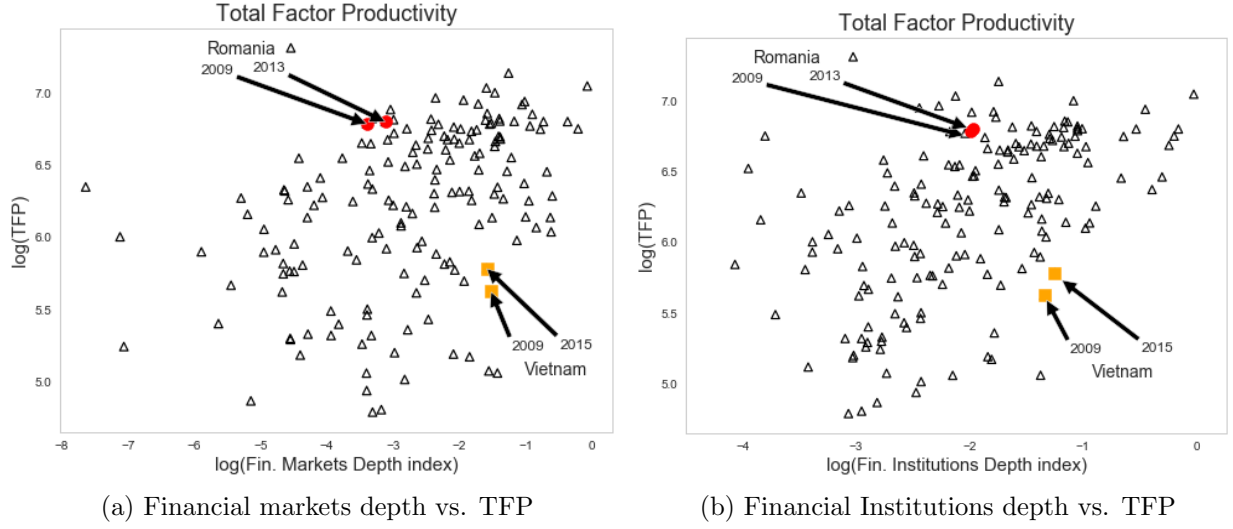 Total Factor Productivity
Romania
2009
2013
7.0
6.5
6.0
5.5
5.0
log(TFP)
2009
2015
Vietnam
−8 −7 −6 −5 −4 −3 −2 −1 0
log(Fin. Markets Depth index)
(a) Financial markets depth vs. TFP
Total Factor Productivity
Romania
2009
2013
7.0
6.5
6.0
5.5
5.0
log(TFP)
2009
2015
Vietnam
−4 −3 −2 −1 0
log(Fin. Institutions Depth index)
(b) Financial Institutions depth vs. TFP